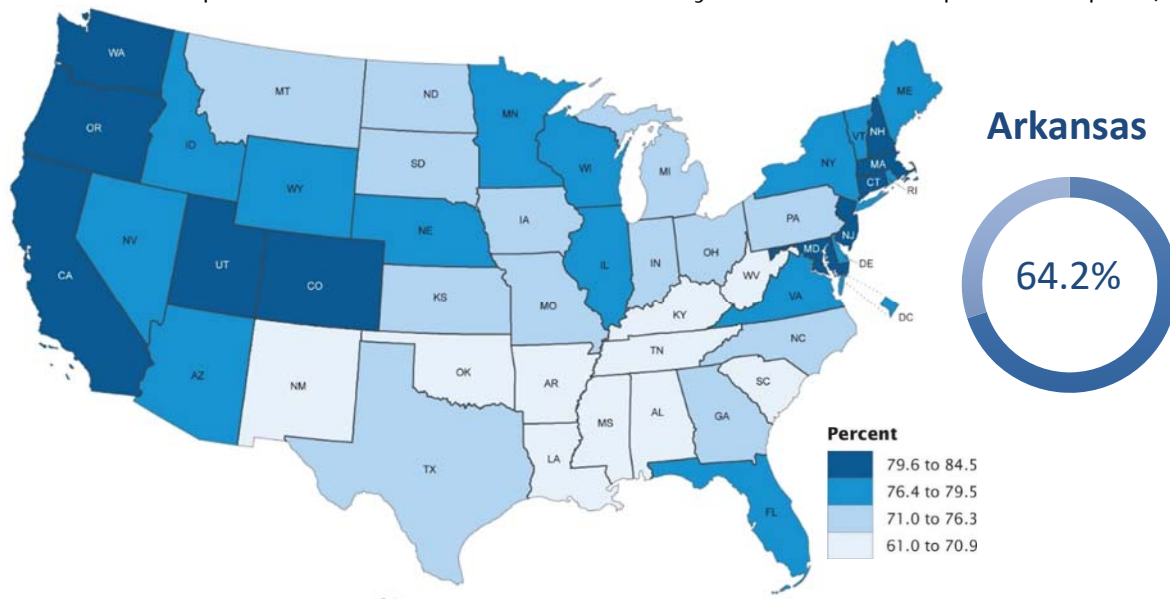 WA
MT
ND
MN
ME
OR
ID
SD
WI
MI
NY
VT
NH
MA
CT
RI
WY
IA
PA
NJ
NV
NE
IL
IN
OH
MD
DE
CA
UT
CO
KS
MO
WV
VA
DC
KY
AZ
NM
OK
AR
TN
NC
SC
MS
AL
GA
TX
LA
FL
Arkansas
64.2%
Percent
79.6 to 84.5
76.4 to 79.5
71.0 to 76.3
61.0 to 70.9